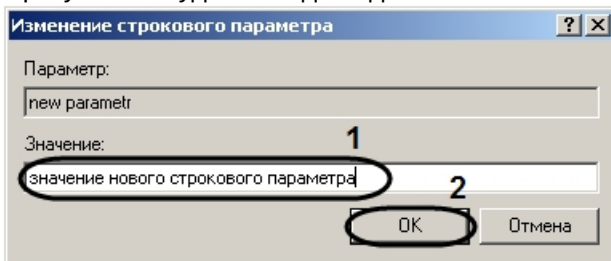 Изменение строкового параметра
Параметр:
new parametr
1
Значение:
значение нового строкового параметра
2
OK Отмена